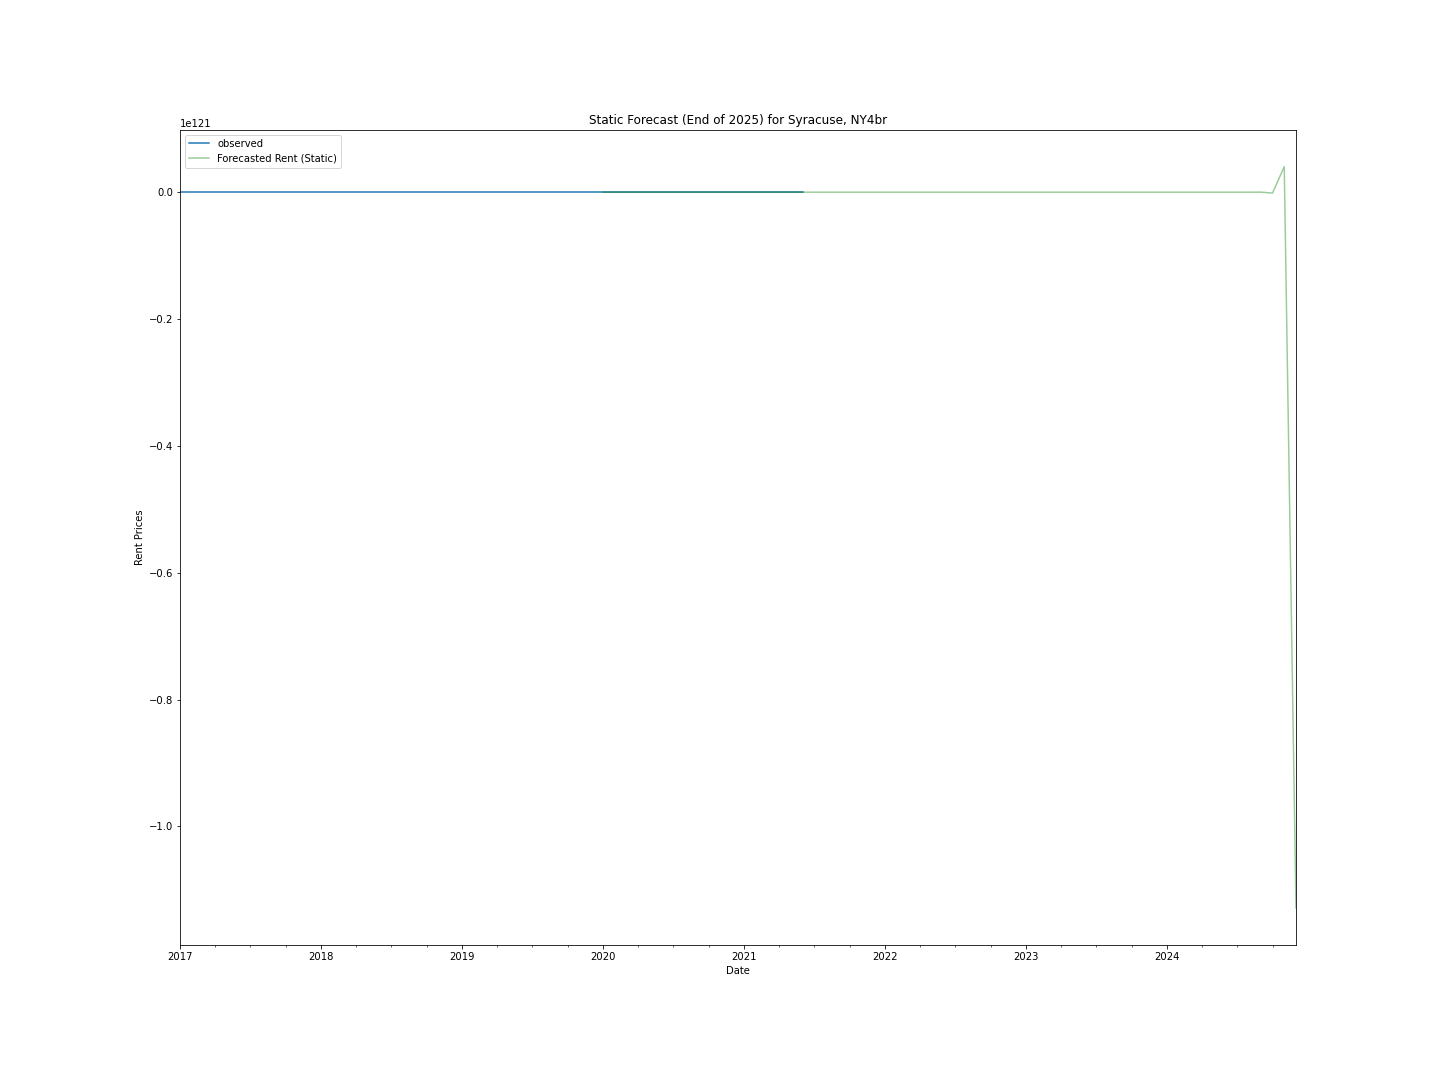 Static Forecast (End of 2025) for Syracuse, NY4br
1e121
observed
Forecasted Rent (Static)
0.0
−0.2
−0.4
−0.6
−0.8
−1.0
Rent Prices
2017 2018 2019 2020 2021 2022 2023 2024
Date